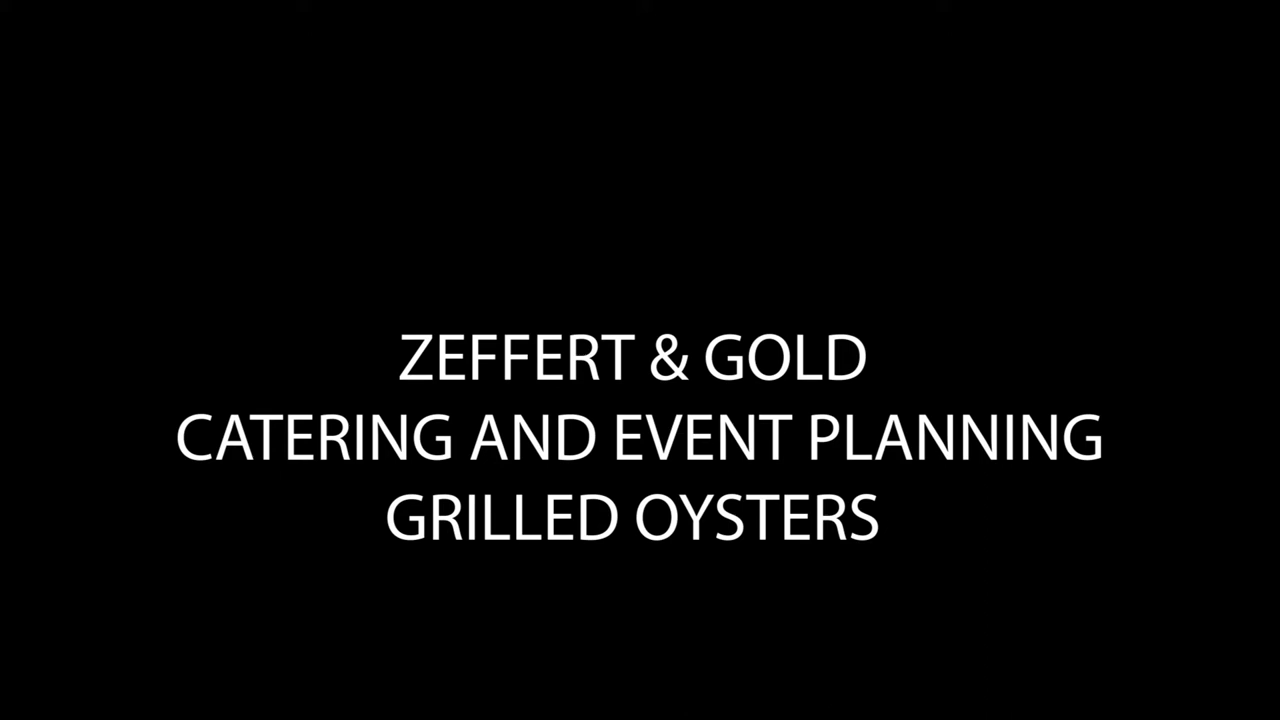 ZEFFERT & GOLD
CATERING AND EVENT PLANNING
GRILLED OYSTERS